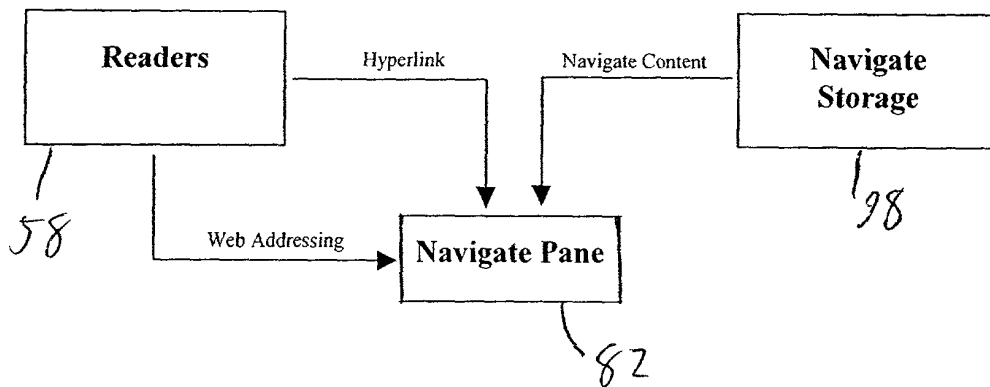 Readers
Hyperlink
Navigate Content
Navigate
Storage
58
98
Web Addressing
Navigate Pane
82